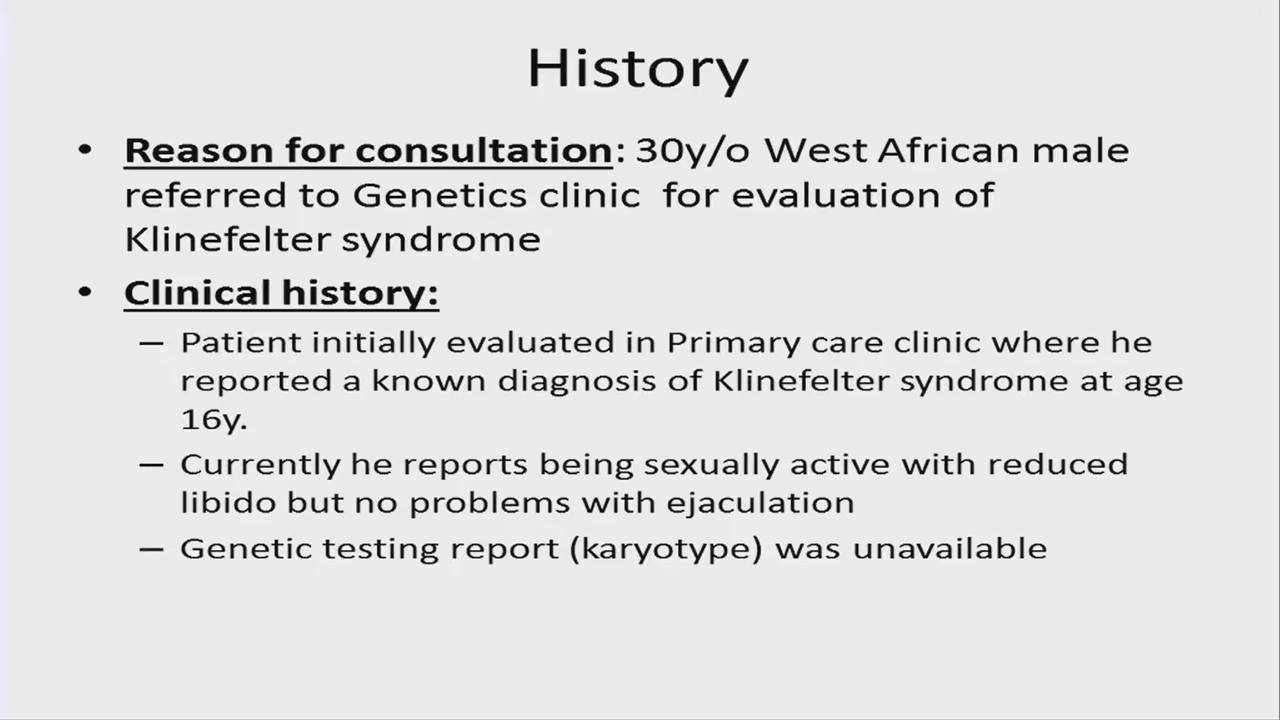 History
• Reason for consultation: 30y/o West African male
referred to Genetics clinic for evaluation of
Klinefelter syndrome
• Clinical history:
– Patient initially evaluated in Primary care clinic where he
reported a known diagnosis of Klinefelter syndrome at age
16y.
– Currently he reports being sexually active with reduced
libido but no problems with ejaculation
– Genetic testing report (karyotype) was unavailable